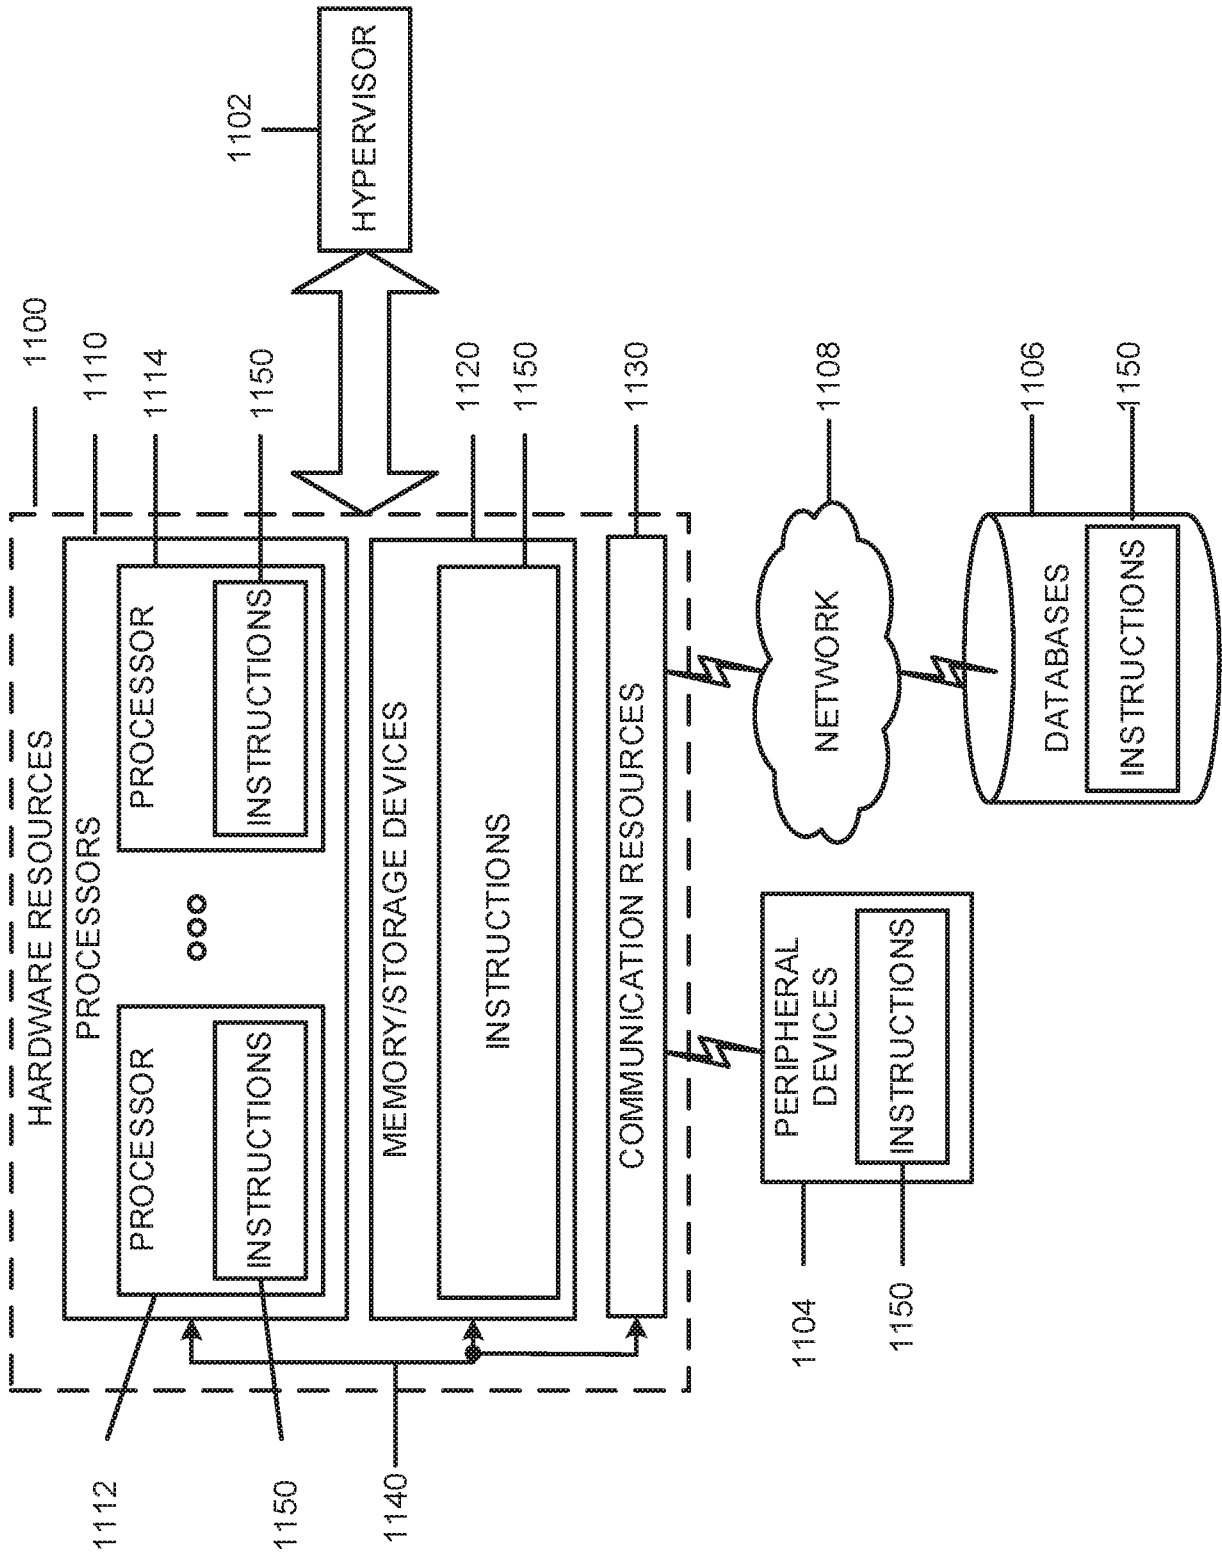 1100
HARDWARE RESOURCES
PROCESSORS
1110
PROCESSOR
1112
INSTRUCTIONS
1150
PROCESSOR
1114
INSTRUCTIONS
1150
HYPERVISOR
1102
MEMORY/STORAGE DEVICES
1120
INSTRUCTIONS
1150
1140
COMMUNICATION RESOURCES
1130
PERIPHERAL
DEVICES
1104
INSTRUCTIONS
1150
NETWORK
1108
DATABASES
1106
INSTRUCTIONS
1150